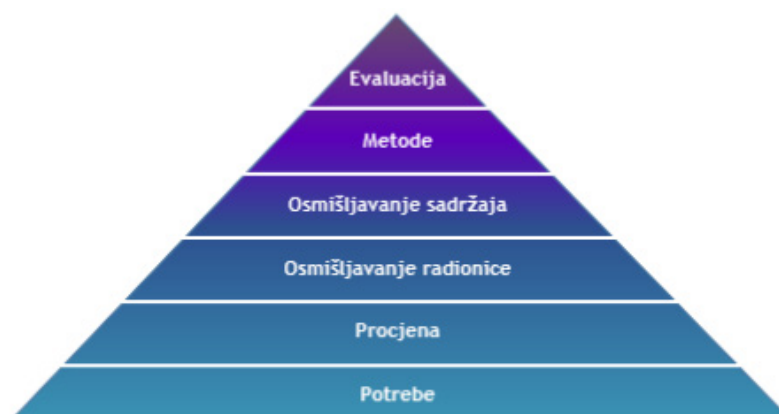 Evaluacija
Metode
Osmišljavanje sadržaja
Osmišljavanje radionice
Procjena
Potrebe